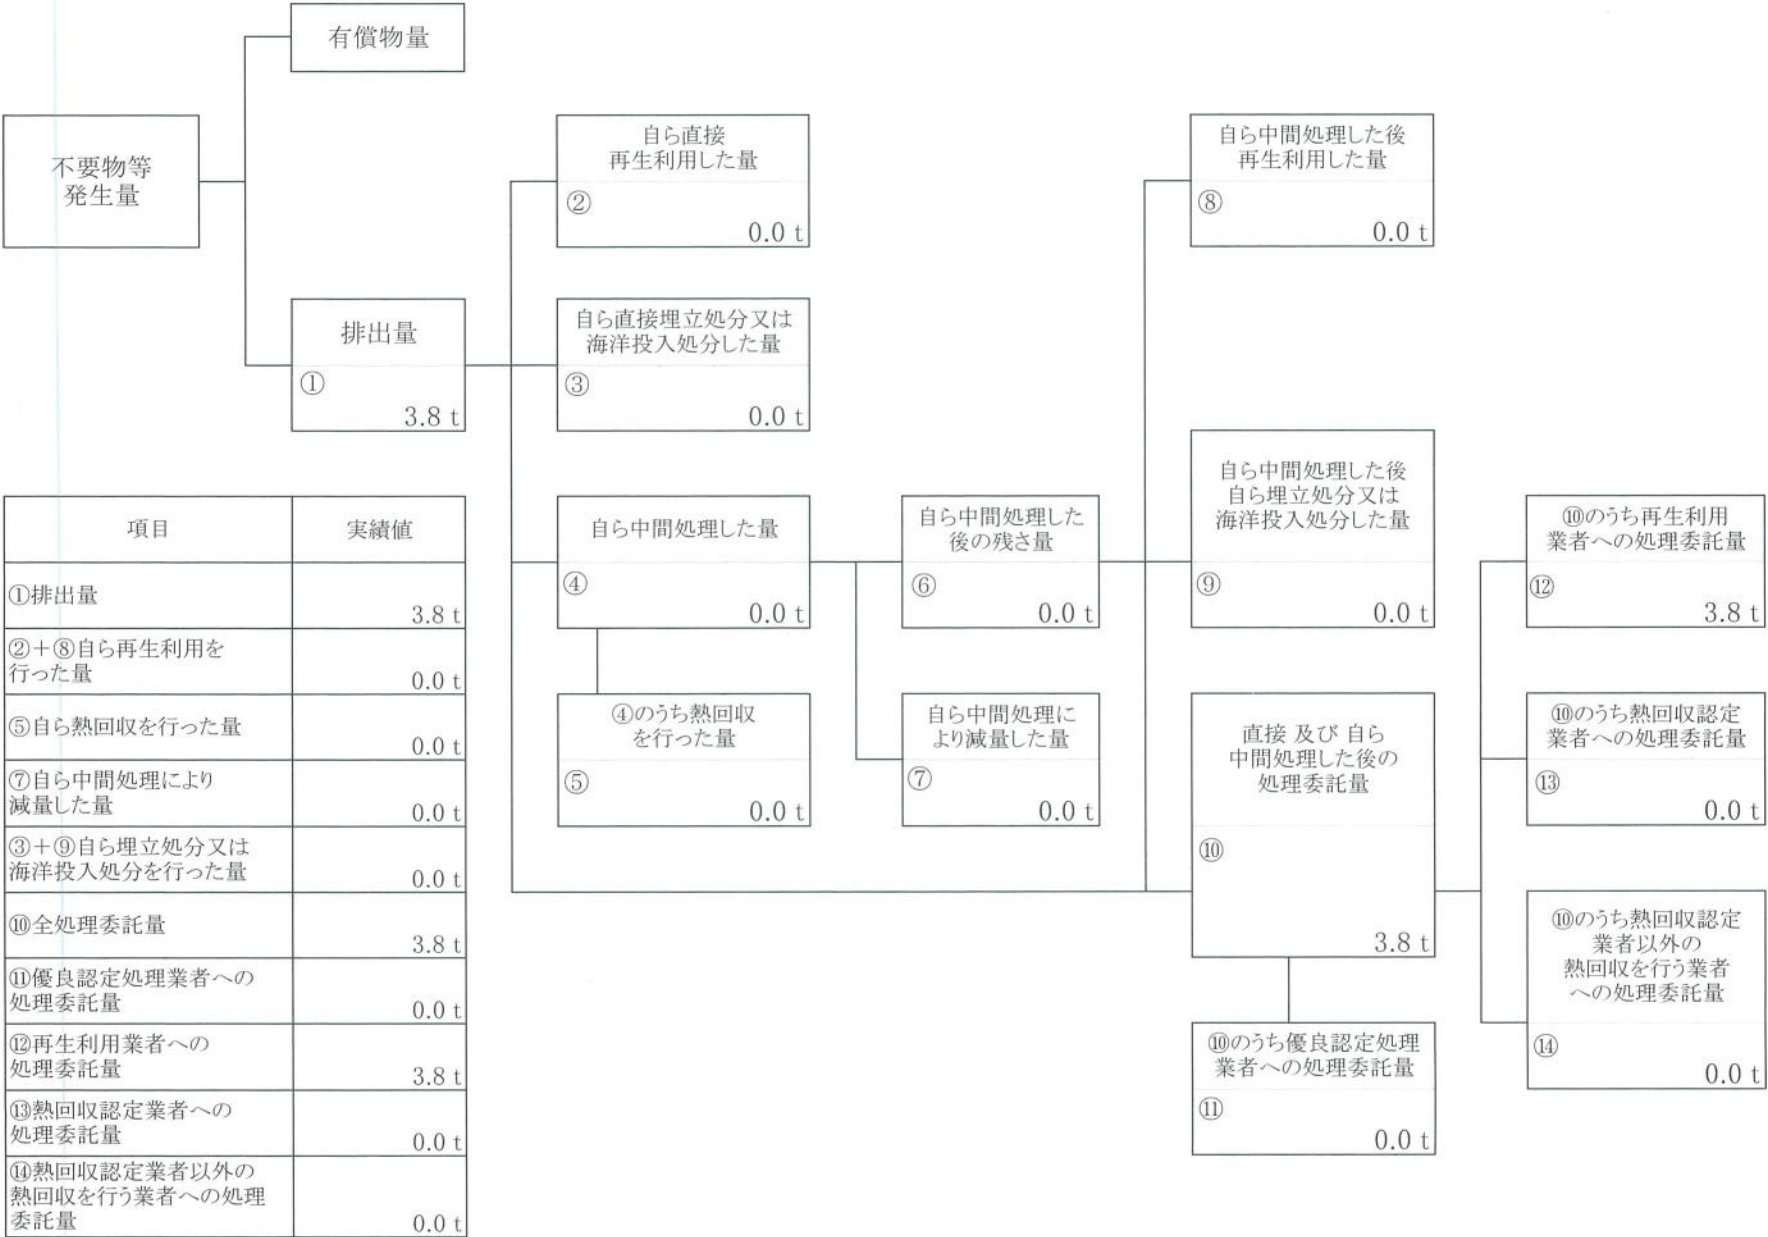 有償物量
不要物等
発生量
自ら直接
再生利用した量
②
0.0 t
自ら中間処理した後
再生利用した量
⑧
0.0 t
排出量
①
3.8 t
自ら直接埋立処分又は
海洋投入処分した量
③
0.0 t
自ら中間処理した量
④
0.0 t
自ら中間処理した
後の残さ量
⑥
0.0 t
自ら中間処理した後
自ら埋立処分又は
海洋投入処分した量
⑨
0.0 t
⑩のうち再生利用
業者への処理委託量
⑫
3.8 t
④のうち熱回収
を行った量
⑤
0.0 t
自ら中間処理に
より減量した量
⑦
0.0 t
直接 及び 自ら
中間処理した後の
処理委託量
⑩
3.8 t
⑩のうち熱回収認定
業者への処理委託量
⑬
0.0 t
⑩のうち熱回収認定
業者以外の
熱回収を行う業者
への処理委託量
⑭
0.0 t
⑩のうち優良認定処理
業者への処理委託量
⑪
0.0 t
項目 実績値
①排出量
3.8 t
②+⑧自ら再生利用を
行った量
0.0 t
⑤自ら熱回収を行った量
0.0 t
⑦自ら中間処理により
減量した量
0.0 t
③+⑨自ら埋立処分又は
海洋投入処分を行った量
0.0 t
⑩全処理委託量
3.8 t
⑪優良認定処理業者への
処理委託量
0.0 t
⑫再生利用業者への
処理委託量
3.8 t
⑬熱回収認定業者への
処理委託量
0.0 t
⑭熱回収認定業者以外の
熱回収を行う業者への処理
委託量
0.0 t